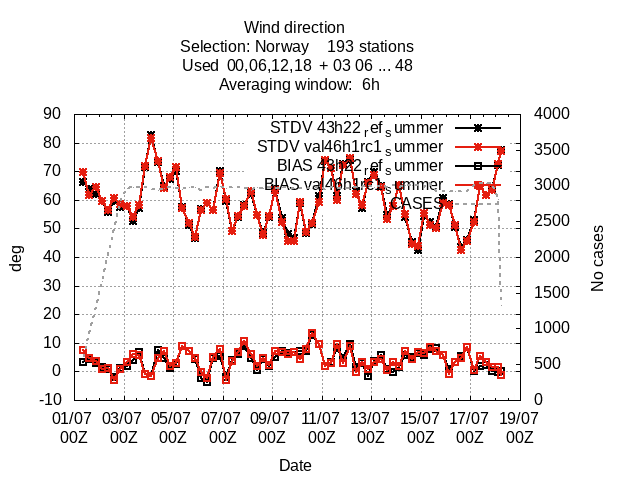 Wind direction
Selection: Norway 193 stations
Used 00,06,12,18 + 03 06 ... 48
Averaging window: 6h
90 4000
80 3500
70 3000
60 2500
50
40 2000
30 1500
20 1000
10 500
0
-10 0
STDV 43h22_ref_summer
STDV val46h1rc1_summer
BIAS 43h22_ref_summer
BIAS val46h1rc1_summer
CASES
deg
No cases
01/07 03/07 05/07 07/07 09/07 11/07 13/07 15/07 17/07 19/07
00Z 00Z 00Z 00Z 00Z 00Z 00Z 00Z 00Z 00Z
Date